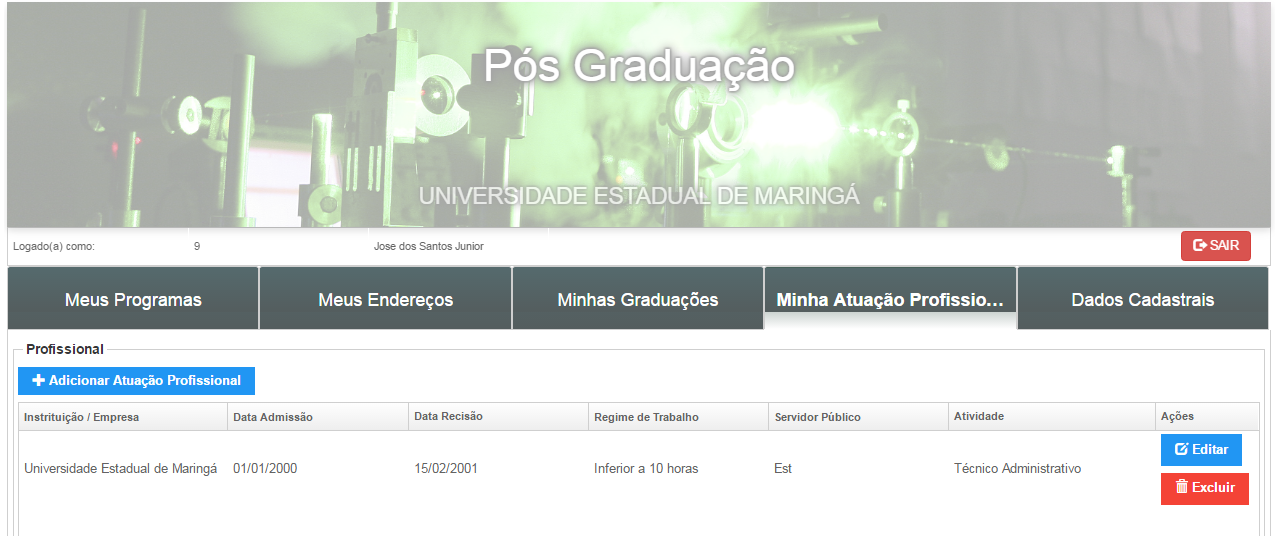 Pós Graduação
UNIVERSIDADE ESTADUAL DE MARINGÁ
Logado(a) como: 9 Jose dos Santos Junior SAIR
Meus Programas Meus Endereços Minhas Graduações Minha Atuação Profissio... Dados Cadastrais
Profissional
Adicionar Atuação Profissional
Instrituição / Empresa Data Admissão Data Recisão Regime de Trabalho Servidor Público Atividade Ações
Universidade Estadual de Maringá 01/01/2000 15/02/2001 Inferior a 10 horas Est Técnico Administrativo Editar
Excluir